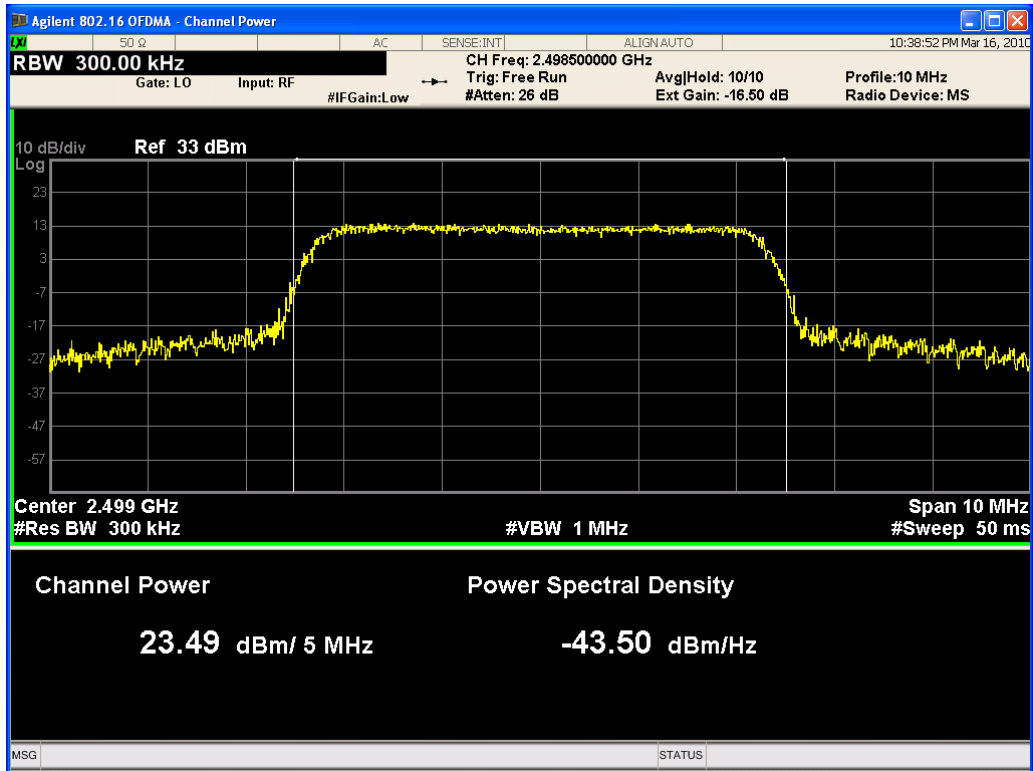 Agilent 802.16 OFDMA - Channel Power
LXI 50 Ω AC SENSE:INT ALIGN AUTO 10:38:52 PM Mar 16, 2010
RBW 300.00 kHz CH Freq: 2.498500000 GHz
Gate: LO Input: RF Trig: Free Run Avg|Hold: 10/10 Profile:10 MHz
#IFGain:Low #Atten: 26 dB Ext Gain: -16.50 dB Radio Device: MS
10 dB/div Ref 33 dBm
Log
23
13
3
-7
-17
-27
-37
-47
-57
Center 2.499 GHz Span 10 MHz
#Res BW 300 kHz #VBW 1 MHz #Sweep 50 ms
Channel Power Power Spectral Density
23.49 dBm/ 5 MHz -43.50 dBm/Hz
MSG STATUS